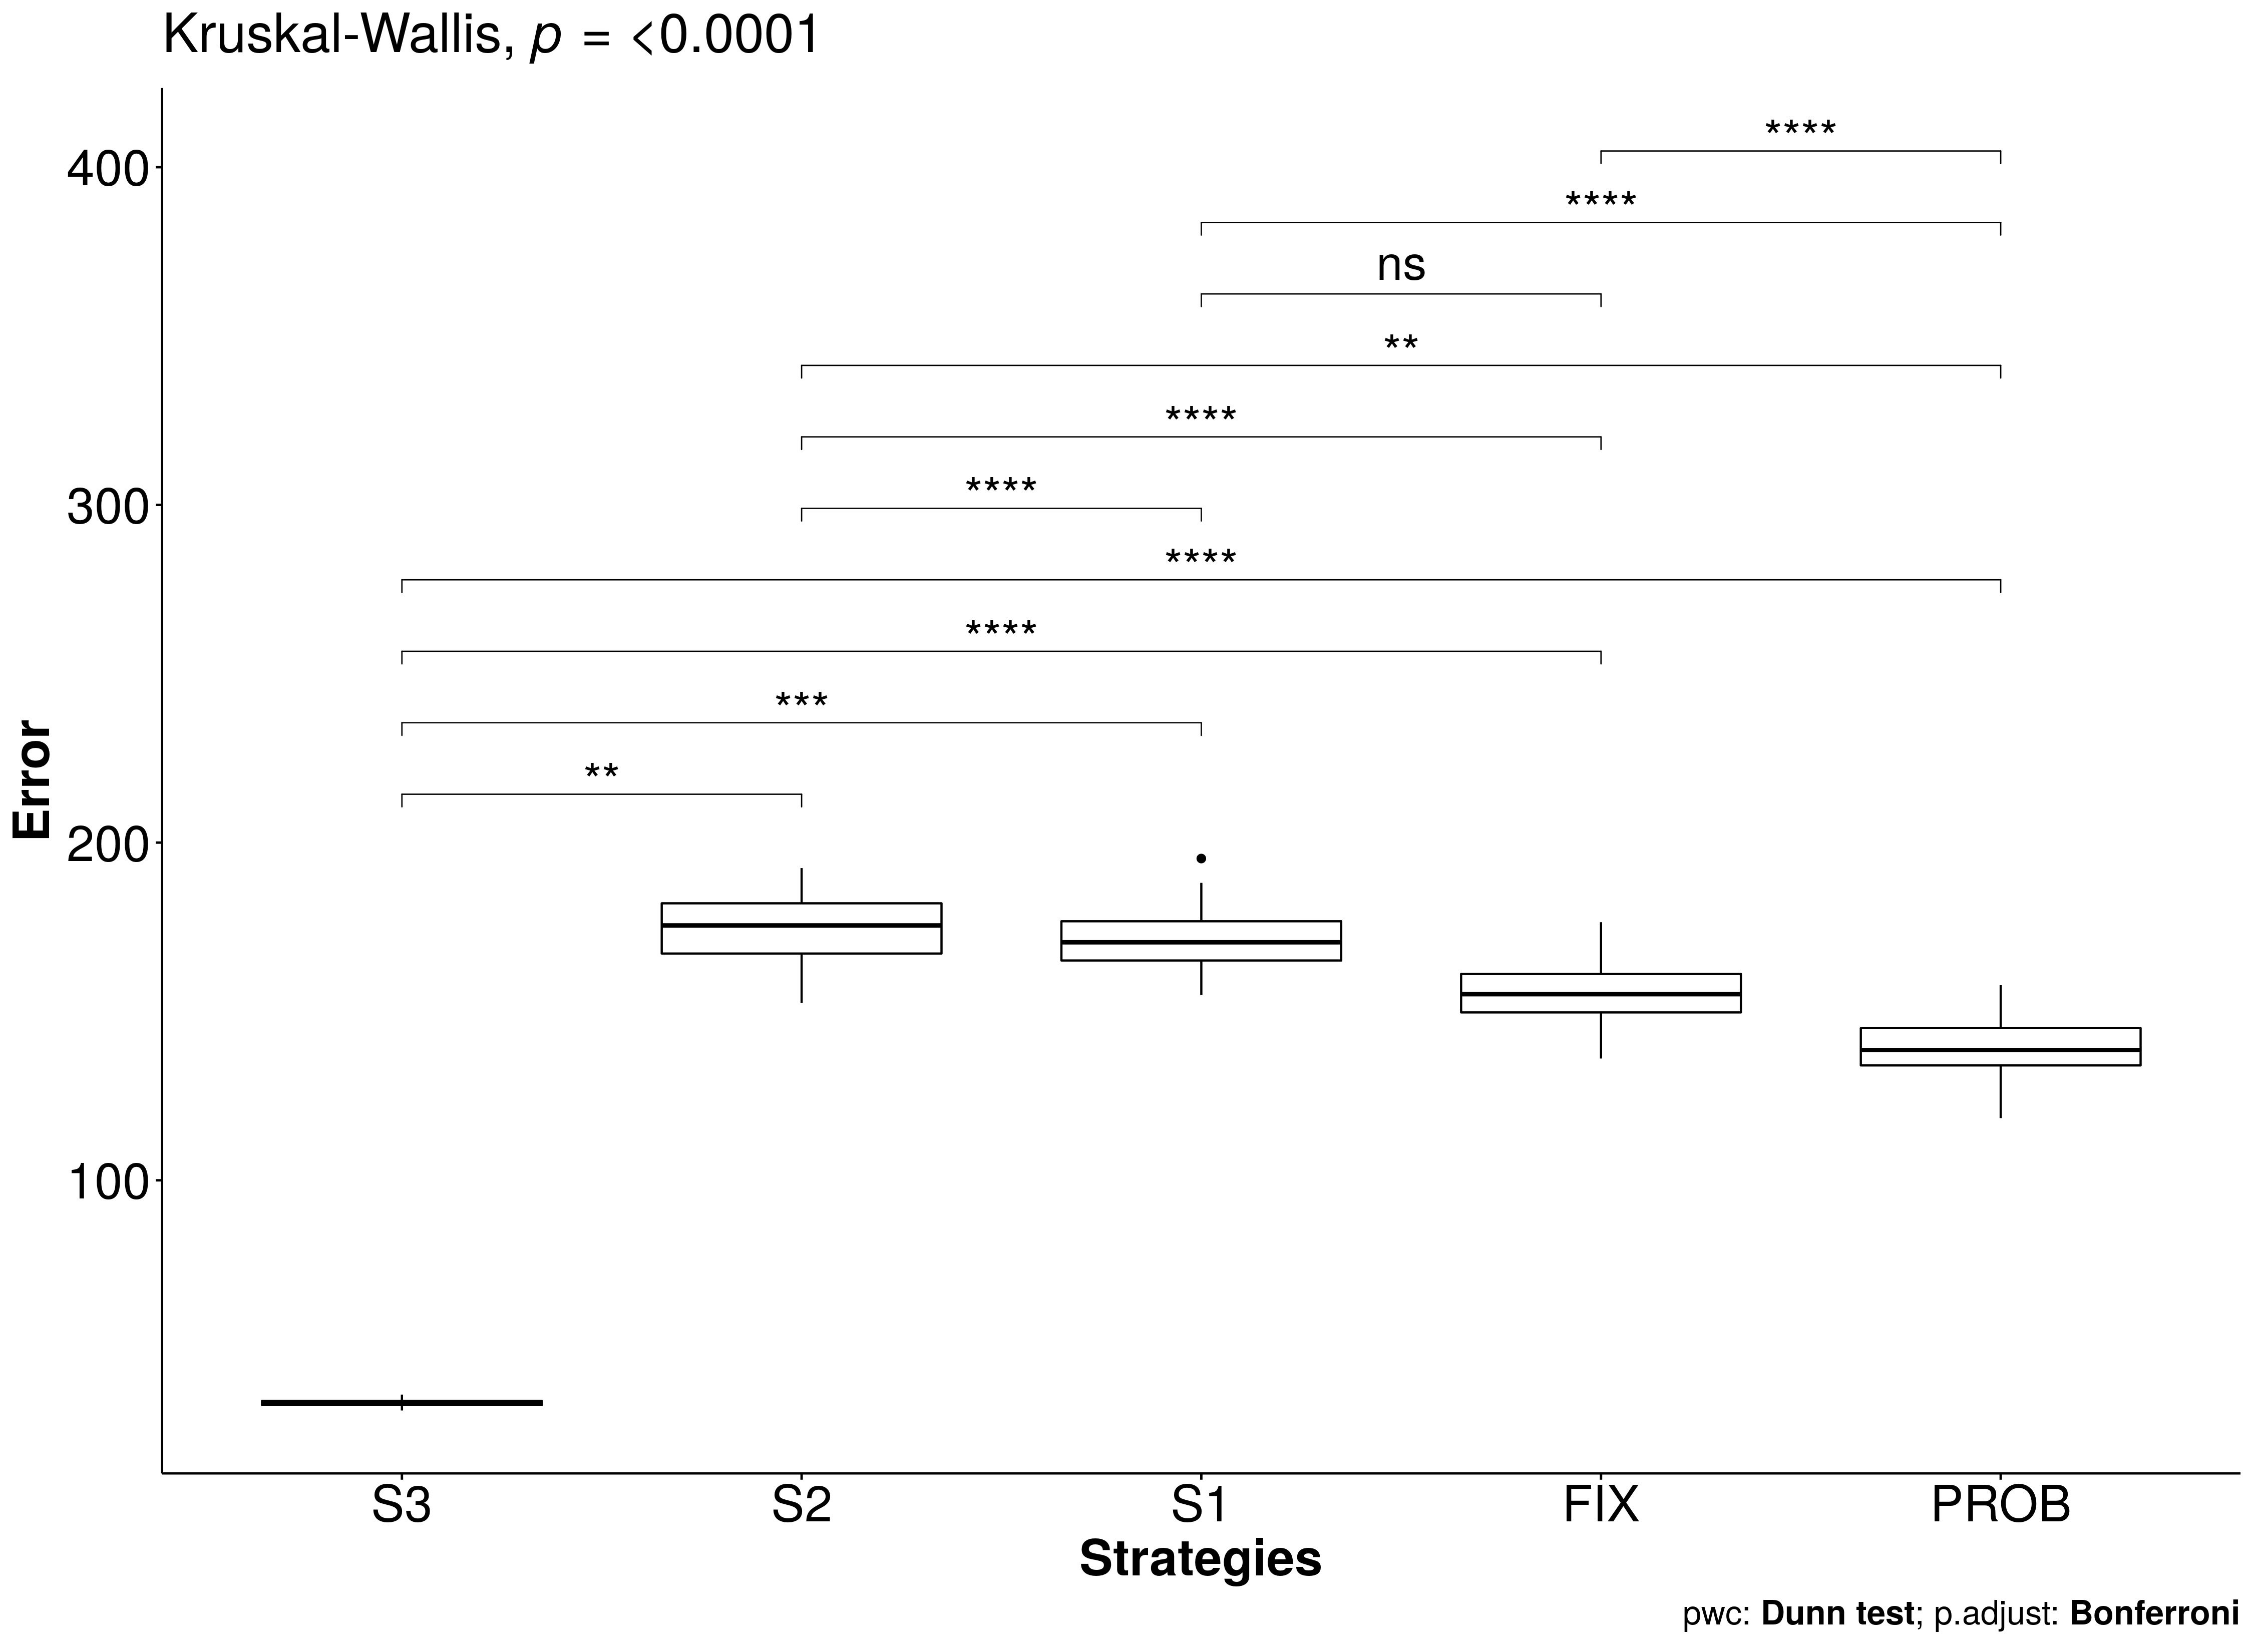 Kruskal-Wallis, p = <0.0001
400
300
200
100
Error
****
****
ns
**
****
****
****
****
***
**
S3 S2 S1 FIX PROB
Strategies
pwc: Dunn test; p.adjust: Bonferroni